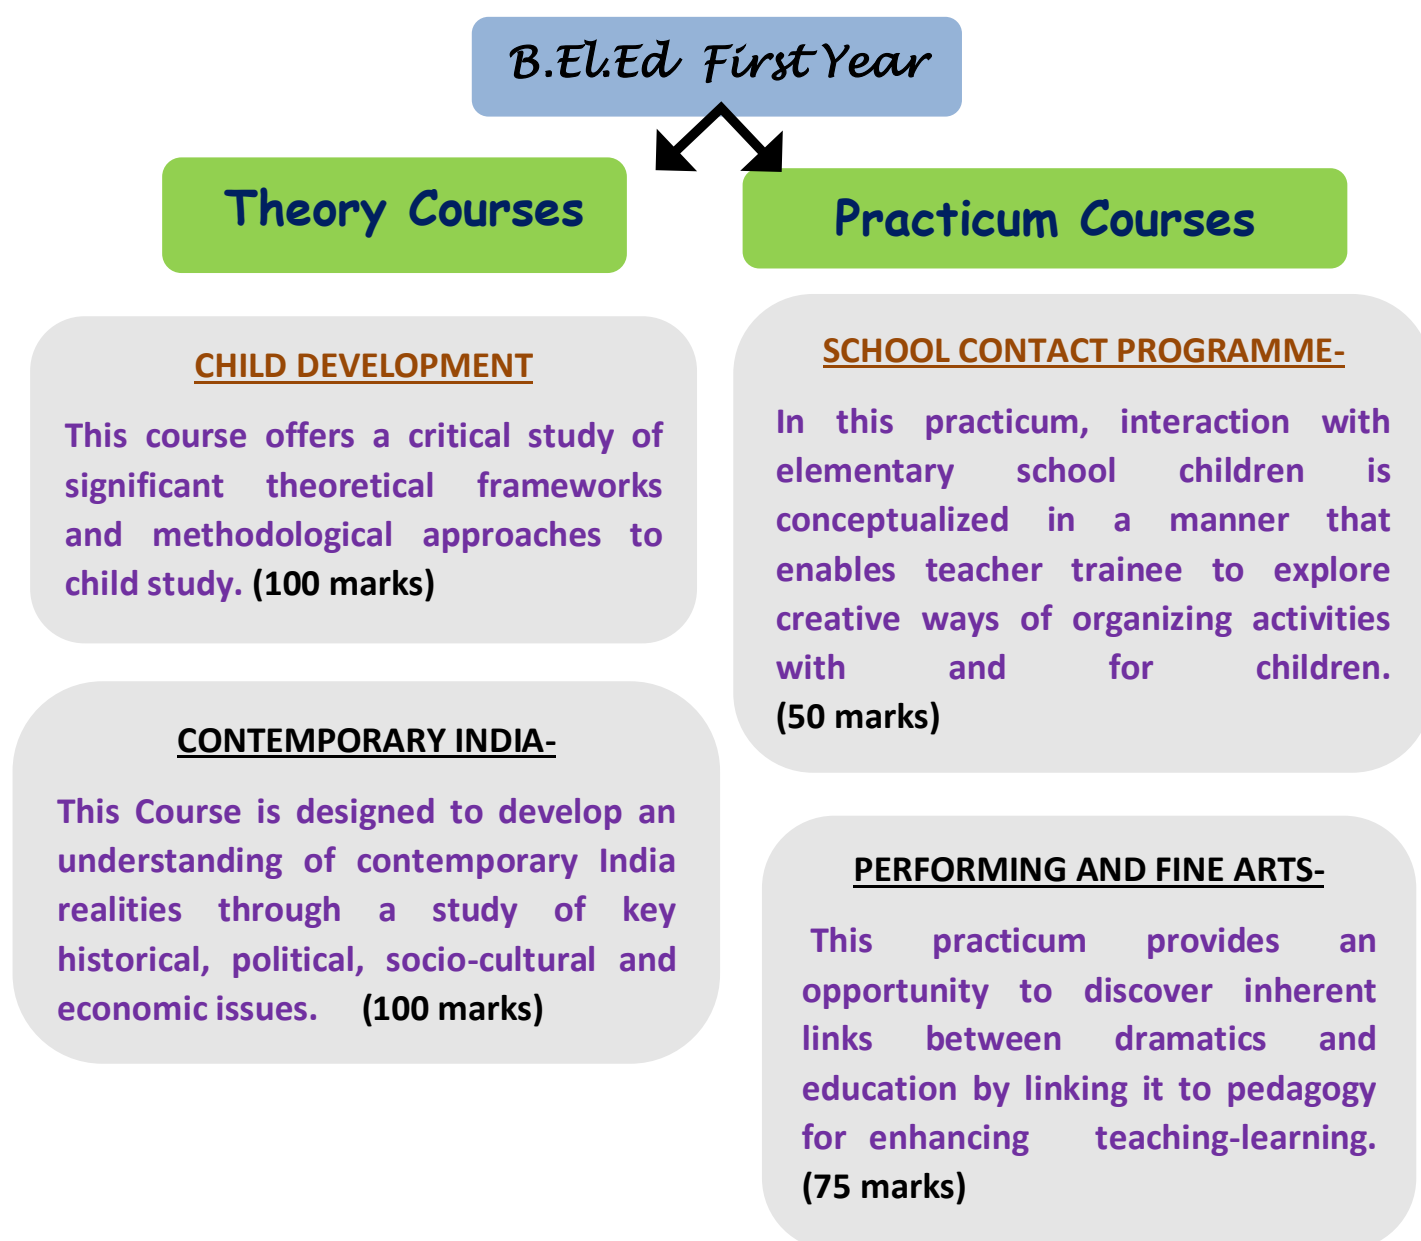 B.El.Ed First Year
Theory Courses
Practicum Courses
CHILD DEVELOPMENT
This course offers a critical study of
significant theoretical frameworks
and methodological approaches to
child study. (100 marks)
CONTEMPORARY INDIA-
This Course is designed to develop an
understanding of contemporary India
realities through a study of key
historical, political, socio-cultural and
economic issues. (100 marks)
SCHOOL CONTACT PROGRAMME-
In this practicum, interaction with
elementary school children is
conceptualized in a manner that
enables teacher trainee to explore
creative ways of organizing activities
with and for children.
(50 marks)
PERFORMING AND FINE ARTS-
This practicum provides an
opportunity to discover inherent
links between dramatics and
education by linking it to pedagogy
for enhancing teaching-learning.
(75 marks)